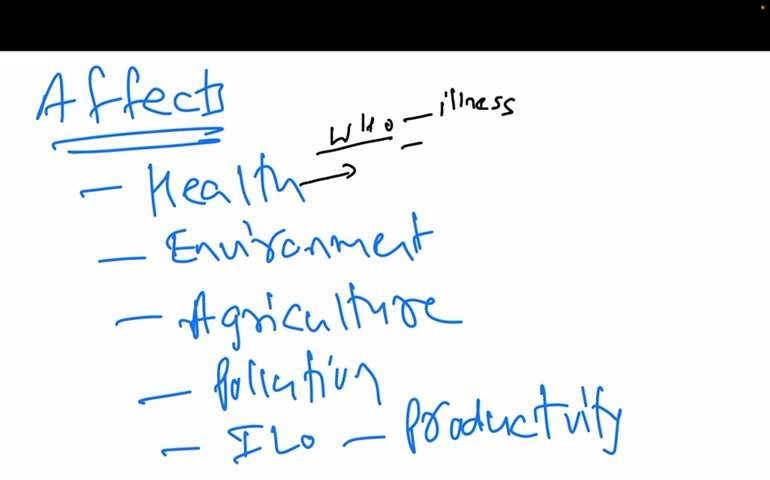 Affects
WHO — illness
—
— Health →
— Environment
— Agriculture
— Pollution
— ILO — Productivity